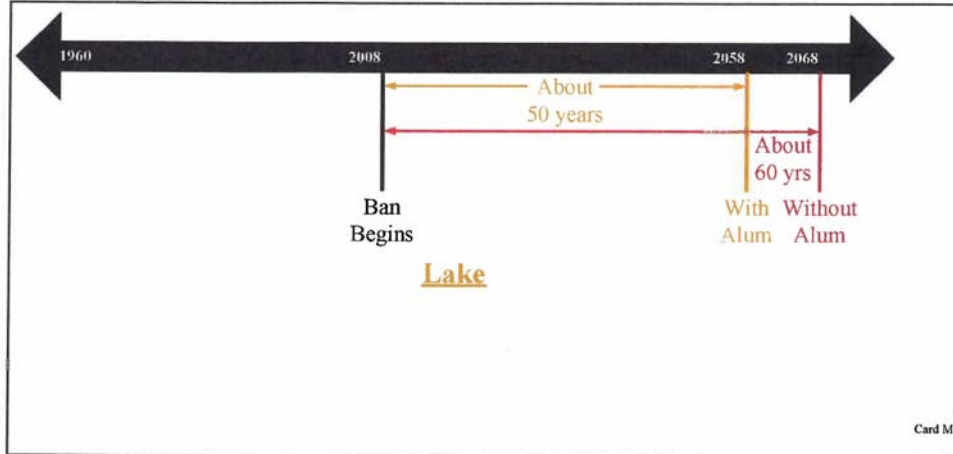 1960 2008 2058 2068
About
50 years
About
60 yrs
Ban
Begins
With
Alum
Without
Alum
Lake
Card M